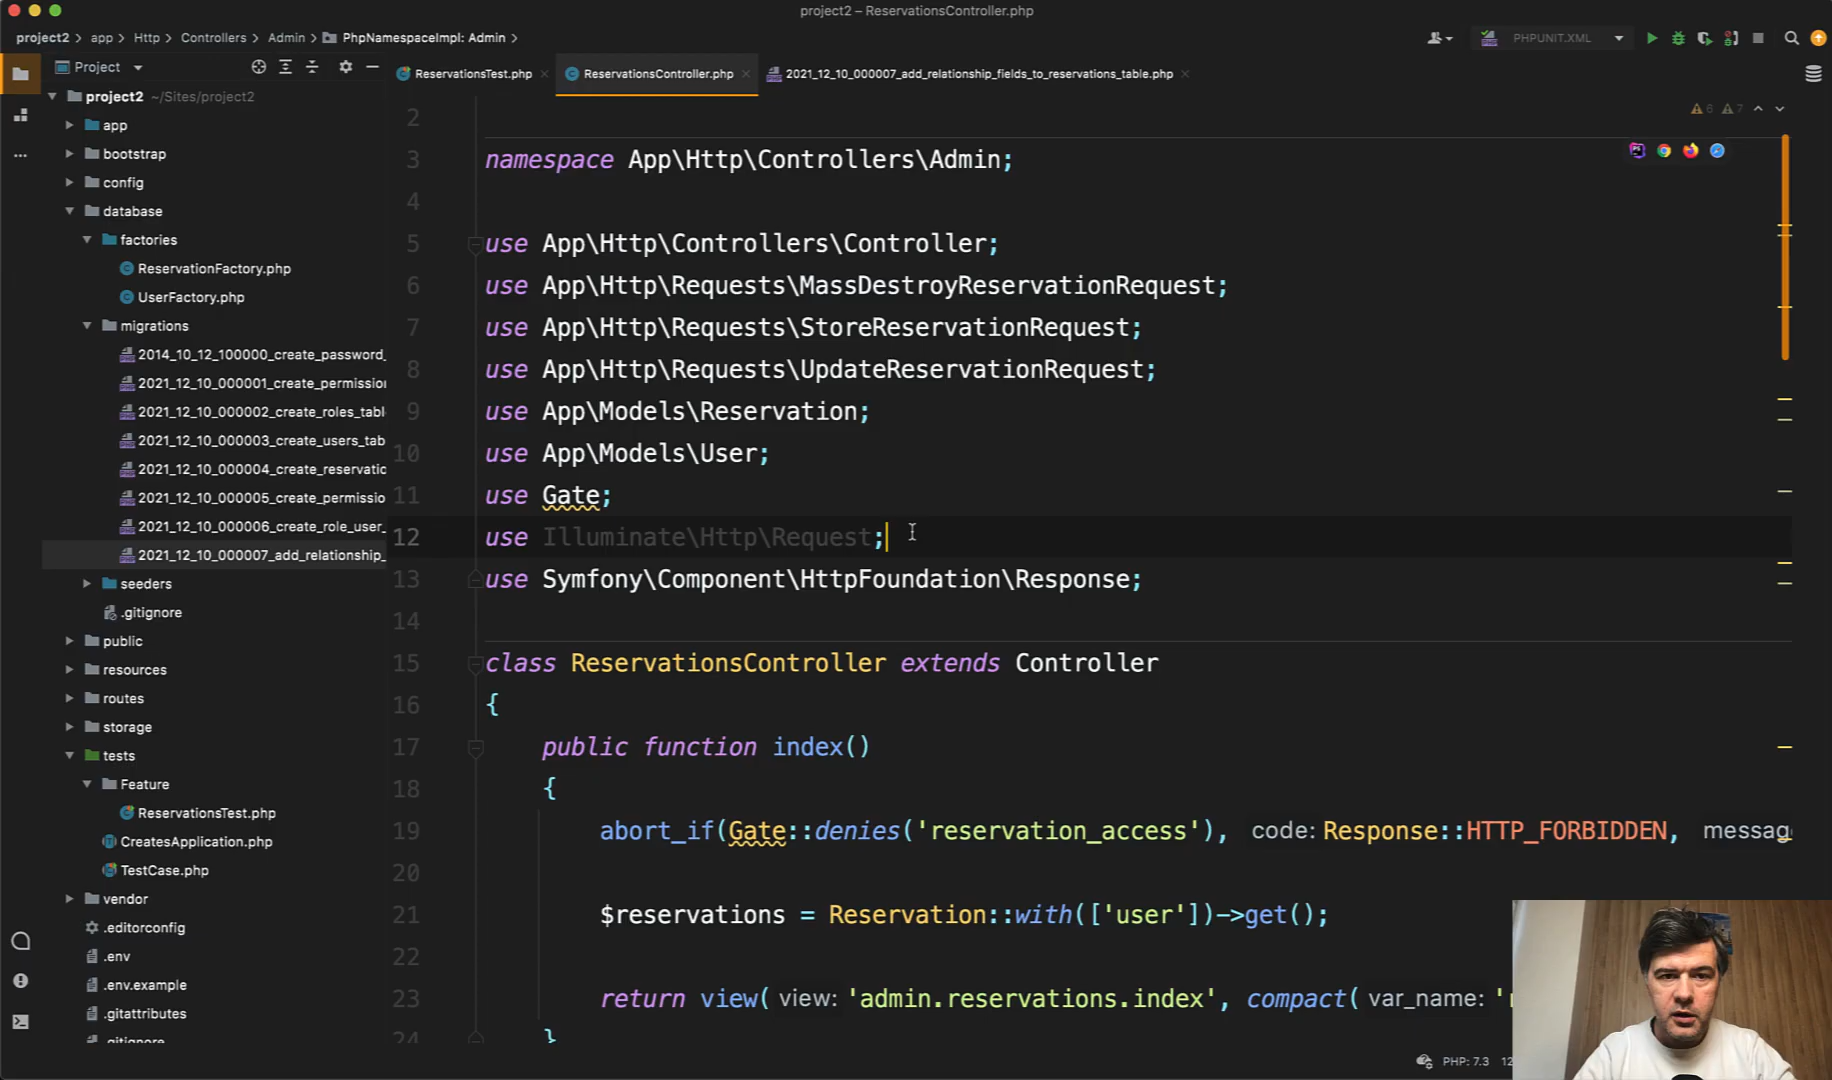 project2 – ReservationsController.php
project2 > app > Http > Controllers > Admin > PhpNamespaceImpl: Admin >
PHPUNIT.XML
Project
ReservationsTest.php
ReservationsController.php
2021_12_10_000007_add_relationship_fields_to_reservations_table.php
project2 ~/Sites/project2
app
bootstrap
config
database
factories
ReservationFactory.php
UserFactory.php
migrations
2014_10_12_100000_create_password_
2021_12_10_000001_create_permission
2021_12_10_000002_create_roles_tabl
2021_12_10_000003_create_users_tab
2021_12_10_000004_create_reservatio
2021_12_10_000005_create_permissio
2021_12_10_000006_create_role_user_
2021_12_10_000007_add_relationship_
seeders
.gitignore
public
resources
routes
storage
tests
Feature
ReservationsTest.php
CreatesApplication.php
TestCase.php
vendor
.editorconfig
.env
.env.example
.gitattributes
.gitignore
6 7
2
3 namespace App\Http\Controllers\Admin;
4
5 use App\Http\Controllers\Controller;
6 use App\Http\Requests\MassDestroyReservationRequest;
7 use App\Http\Requests\StoreReservationRequest;
8 use App\Http\Requests\UpdateReservationRequest;
9 use App\Models\Reservation;
10 use App\Models\User;
11 use Gate;
12 use Illuminate\Http\Request;
13 use Symfony\Component\HttpFoundation\Response;
14
15 class ReservationsController extends Controller
16 {
17 public function index()
18 {
19 abort_if(Gate::denies('reservation_access'), code: Response::HTTP_FORBIDDEN, messag
20
21 $reservations = Reservation::with(['user'])->get();
22
23 return view( view: 'admin.reservations.index', compact( var_name: 'r
24 }
PHP: 7.3 12